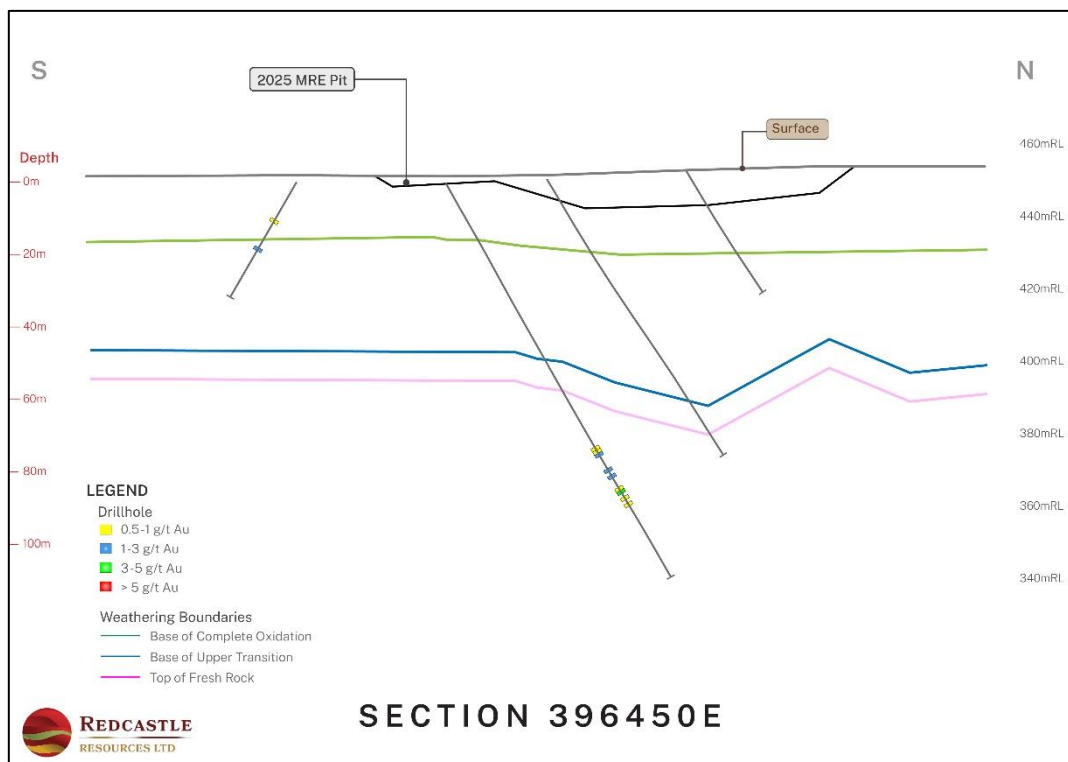 S
N
2025 MRE Pit
Surface
Depth
0m
20m
40m
60m
80m
100m
460mRL
440mRL
420mRL
400mRL
380mRL
360mRL
340mRL
LEGEND
Drillhole
0.5-1 g/t Au
1-3 g/t Au
3-5 g/t Au
> 5 g/t Au
Weathering Boundaries
Base of Complete Oxidation
Base of Upper Transition
Top of Fresh Rock
REDCASTLE
RESOURCES LTD
SECTION 396450E